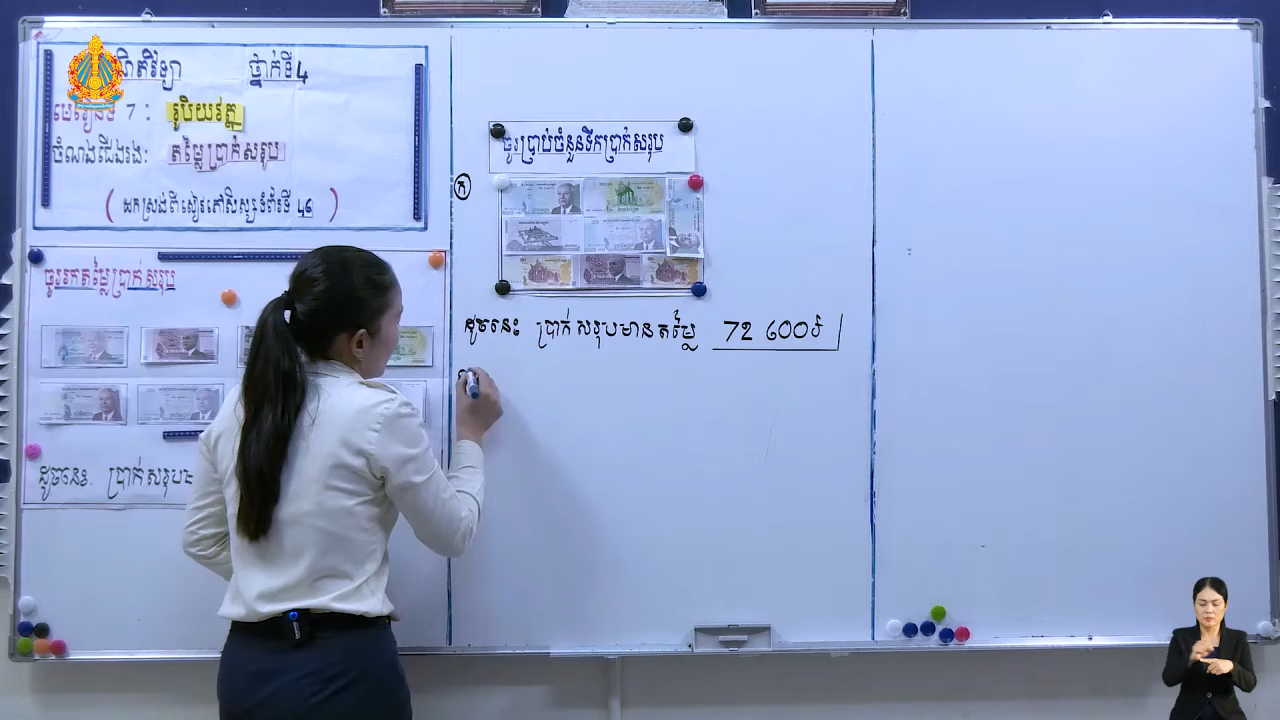 គណិតវិទ្យា ថ្នាក់ទី4
មេរៀនទី 7 : រូបិយវត្ថុ
ចំណងជើងរង: តម្លៃប្រាក់សរុប
( ដកស្រង់ពីសៀវភៅសិស្សទំព័រទី 46 )
ចូររកតម្លៃប្រាក់សរុប
ដូចនេះ ប្រាក់សរុប
ចូរប្រាប់ចំនួនទឹកប្រាក់សរុប
ក
ដូចនេះ ប្រាក់សរុបមានតម្លៃ 72 600៛